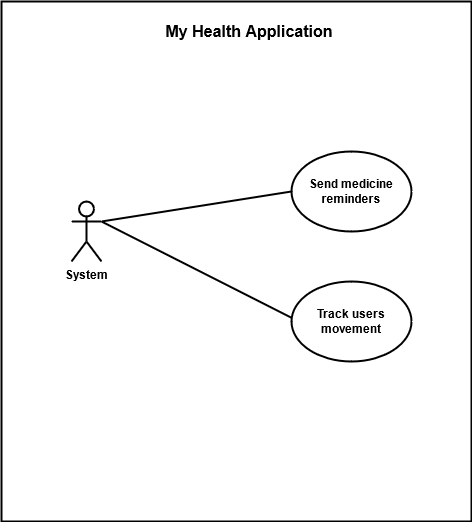 My Health Application
Send medicine
reminders
System
Track users
movement